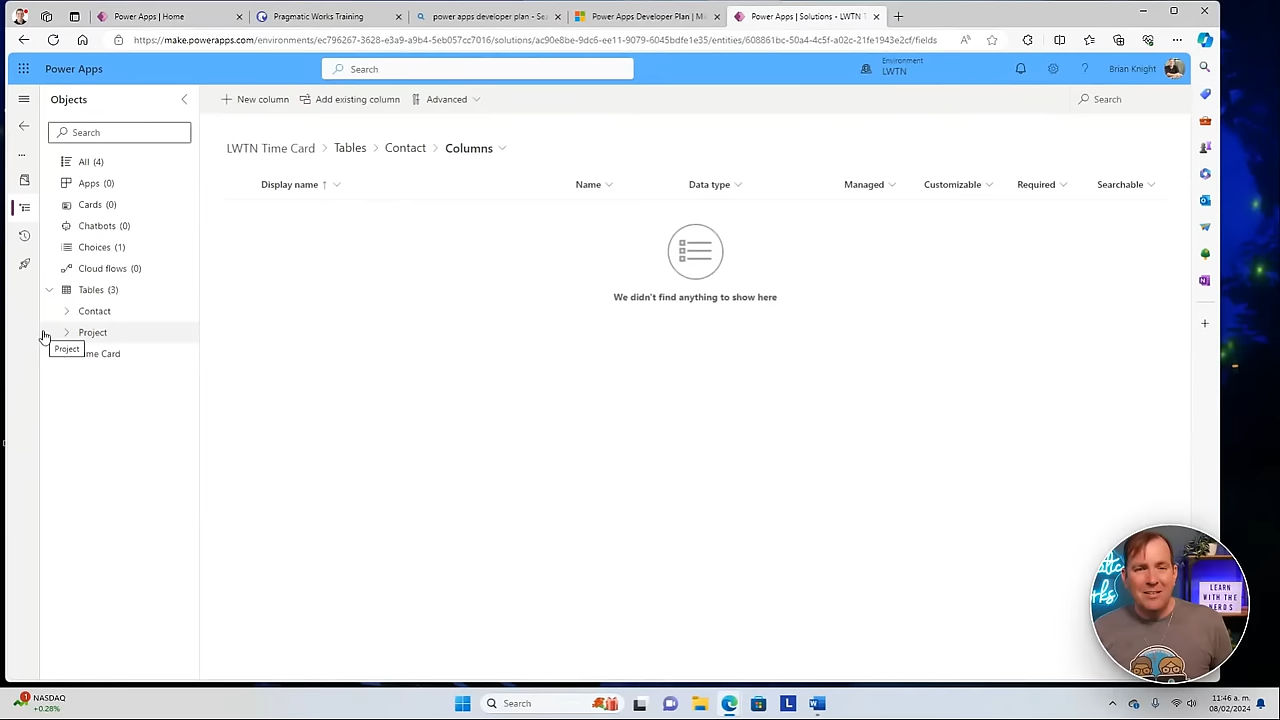 Power Apps | Home
Pragmatic Works Training
power apps developer plan - Se
Power Apps Developer Plan | M
Power Apps | Solutions - LWTN T
https://make.powerapps.com/environments/ec796267-3628-e3a9-a9b4-5eb057cc7016/solutions/ac90e8be-9dc6-ee11-9079-6045bdfe1e35/entities/608861bc-50a4-4c5f-a02c-21fe1943e2cf/fields
Power Apps
Search
Environment
LWTN
Brian Knight
Objects
New column
Add existing column
Advanced
Search
Search
LWTN Time Card
Tables
Contact
Columns
All (4)
Apps (0)
Cards (0)
Chatbots (0)
Choices (1)
Cloud flows (0)
Tables (3)
Contact
Project
Project
me Card
Display name
Name
Data type
Managed
Customizable
Required
Searchable
We didn't find anything to show here
LEARN
WITH THE
NERDS
NASDAQ
+0.28%
Search
11:46 a. m.
08/02/2024